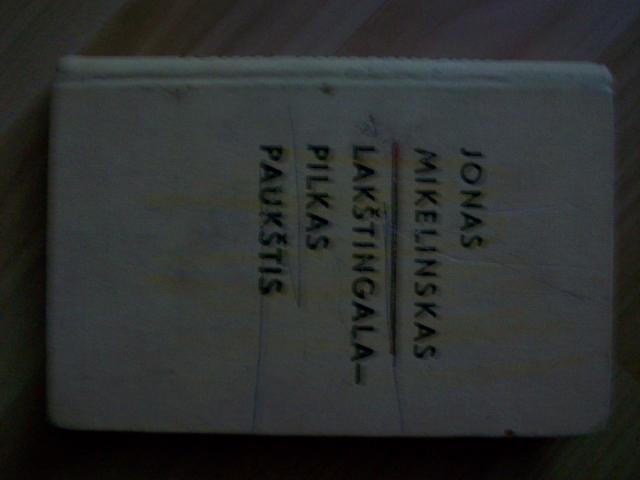 JONAS
MIKELINSKAS
LAKŠTINGALA—
PILKAS
PAUKŠTIS